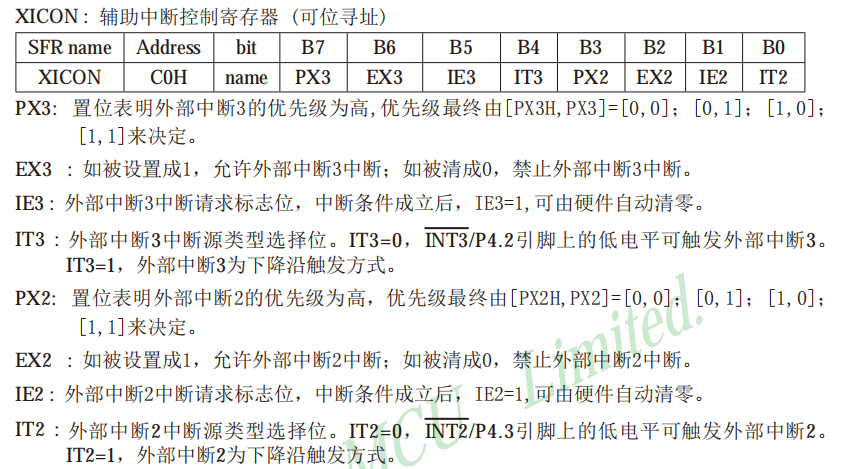 XICON : 辅助中断控制寄存器 (可位寻址)
SFR name Address bit B7 B6 B5 B4 B3 B2 B1 B0
XICON C0H name PX3 EX3 IE3 IT3 PX2 EX2 IE2 IT2
PX3: 置位表明外部中断3的优先级为高,优先级最终由[PX3H,PX3]=[0,0]; [0,1]; [1,0];
[1,1]来决定。
EX3 : 如被设置成1, 允许外部中断3中断; 如被清成0, 禁止外部中断3中断。
IE3 : 外部中断3中断请求标志位, 中断条件成立后, IE3=1,可由硬件自动清零。
IT3 : 外部中断3中断源类型选择位。IT3=0, INT3/P4.2引脚上的低电平可触发外部中断3。
IT3=1, 外部中断3为下降沿触发方式。
PX2: 置位表明外部中断2的优先级为高, 优先级最终由[PX2H,PX2]=[0,0]; [0,1]; [1,0];
[1,1]来决定。
EX2 : 如被设置成1, 允许外部中断2中断; 如被清成0, 禁止外部中断2中断。
IE2 : 外部中断2中断请求标志位, 中断条件成立后, IE2=1,可由硬件自动清零。
IT2 : 外部中断2中断源类型选择位。IT2=0, INT2/P4.3引脚上的低电平可触发外部中断2。
IT2=1, 外部中断2为下降沿触发方式。
MCU Limited.